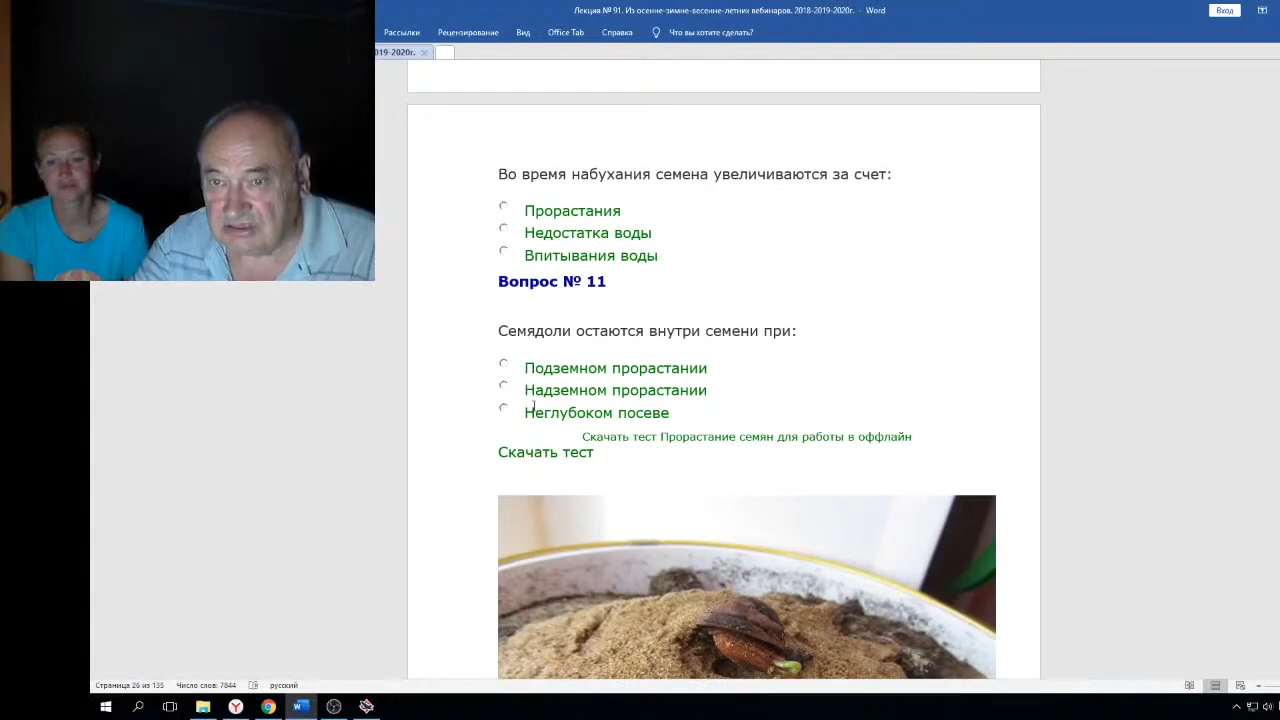 Лекция № 91. Из осенне-зимне-весенне-летних вебинаров. 2018-2019-2020г. - Word
Вход
Рассылки Рецензирование Вид Office Tab Справка Что вы хотите сделать?
019-2020г.
Во время набухания семена увеличиваются за счет:
Прорастания
Недостатка воды
Впитывания воды
Вопрос № 11
Семядоли остаются внутри семени при:
Подземном прорастании
Надземном прорастании
Неглубоком посеве
Скачать тест Прорастание семян для работы в оффлайн
Скачать тест
Страница 26 из 135 Число слов: 7844 русский